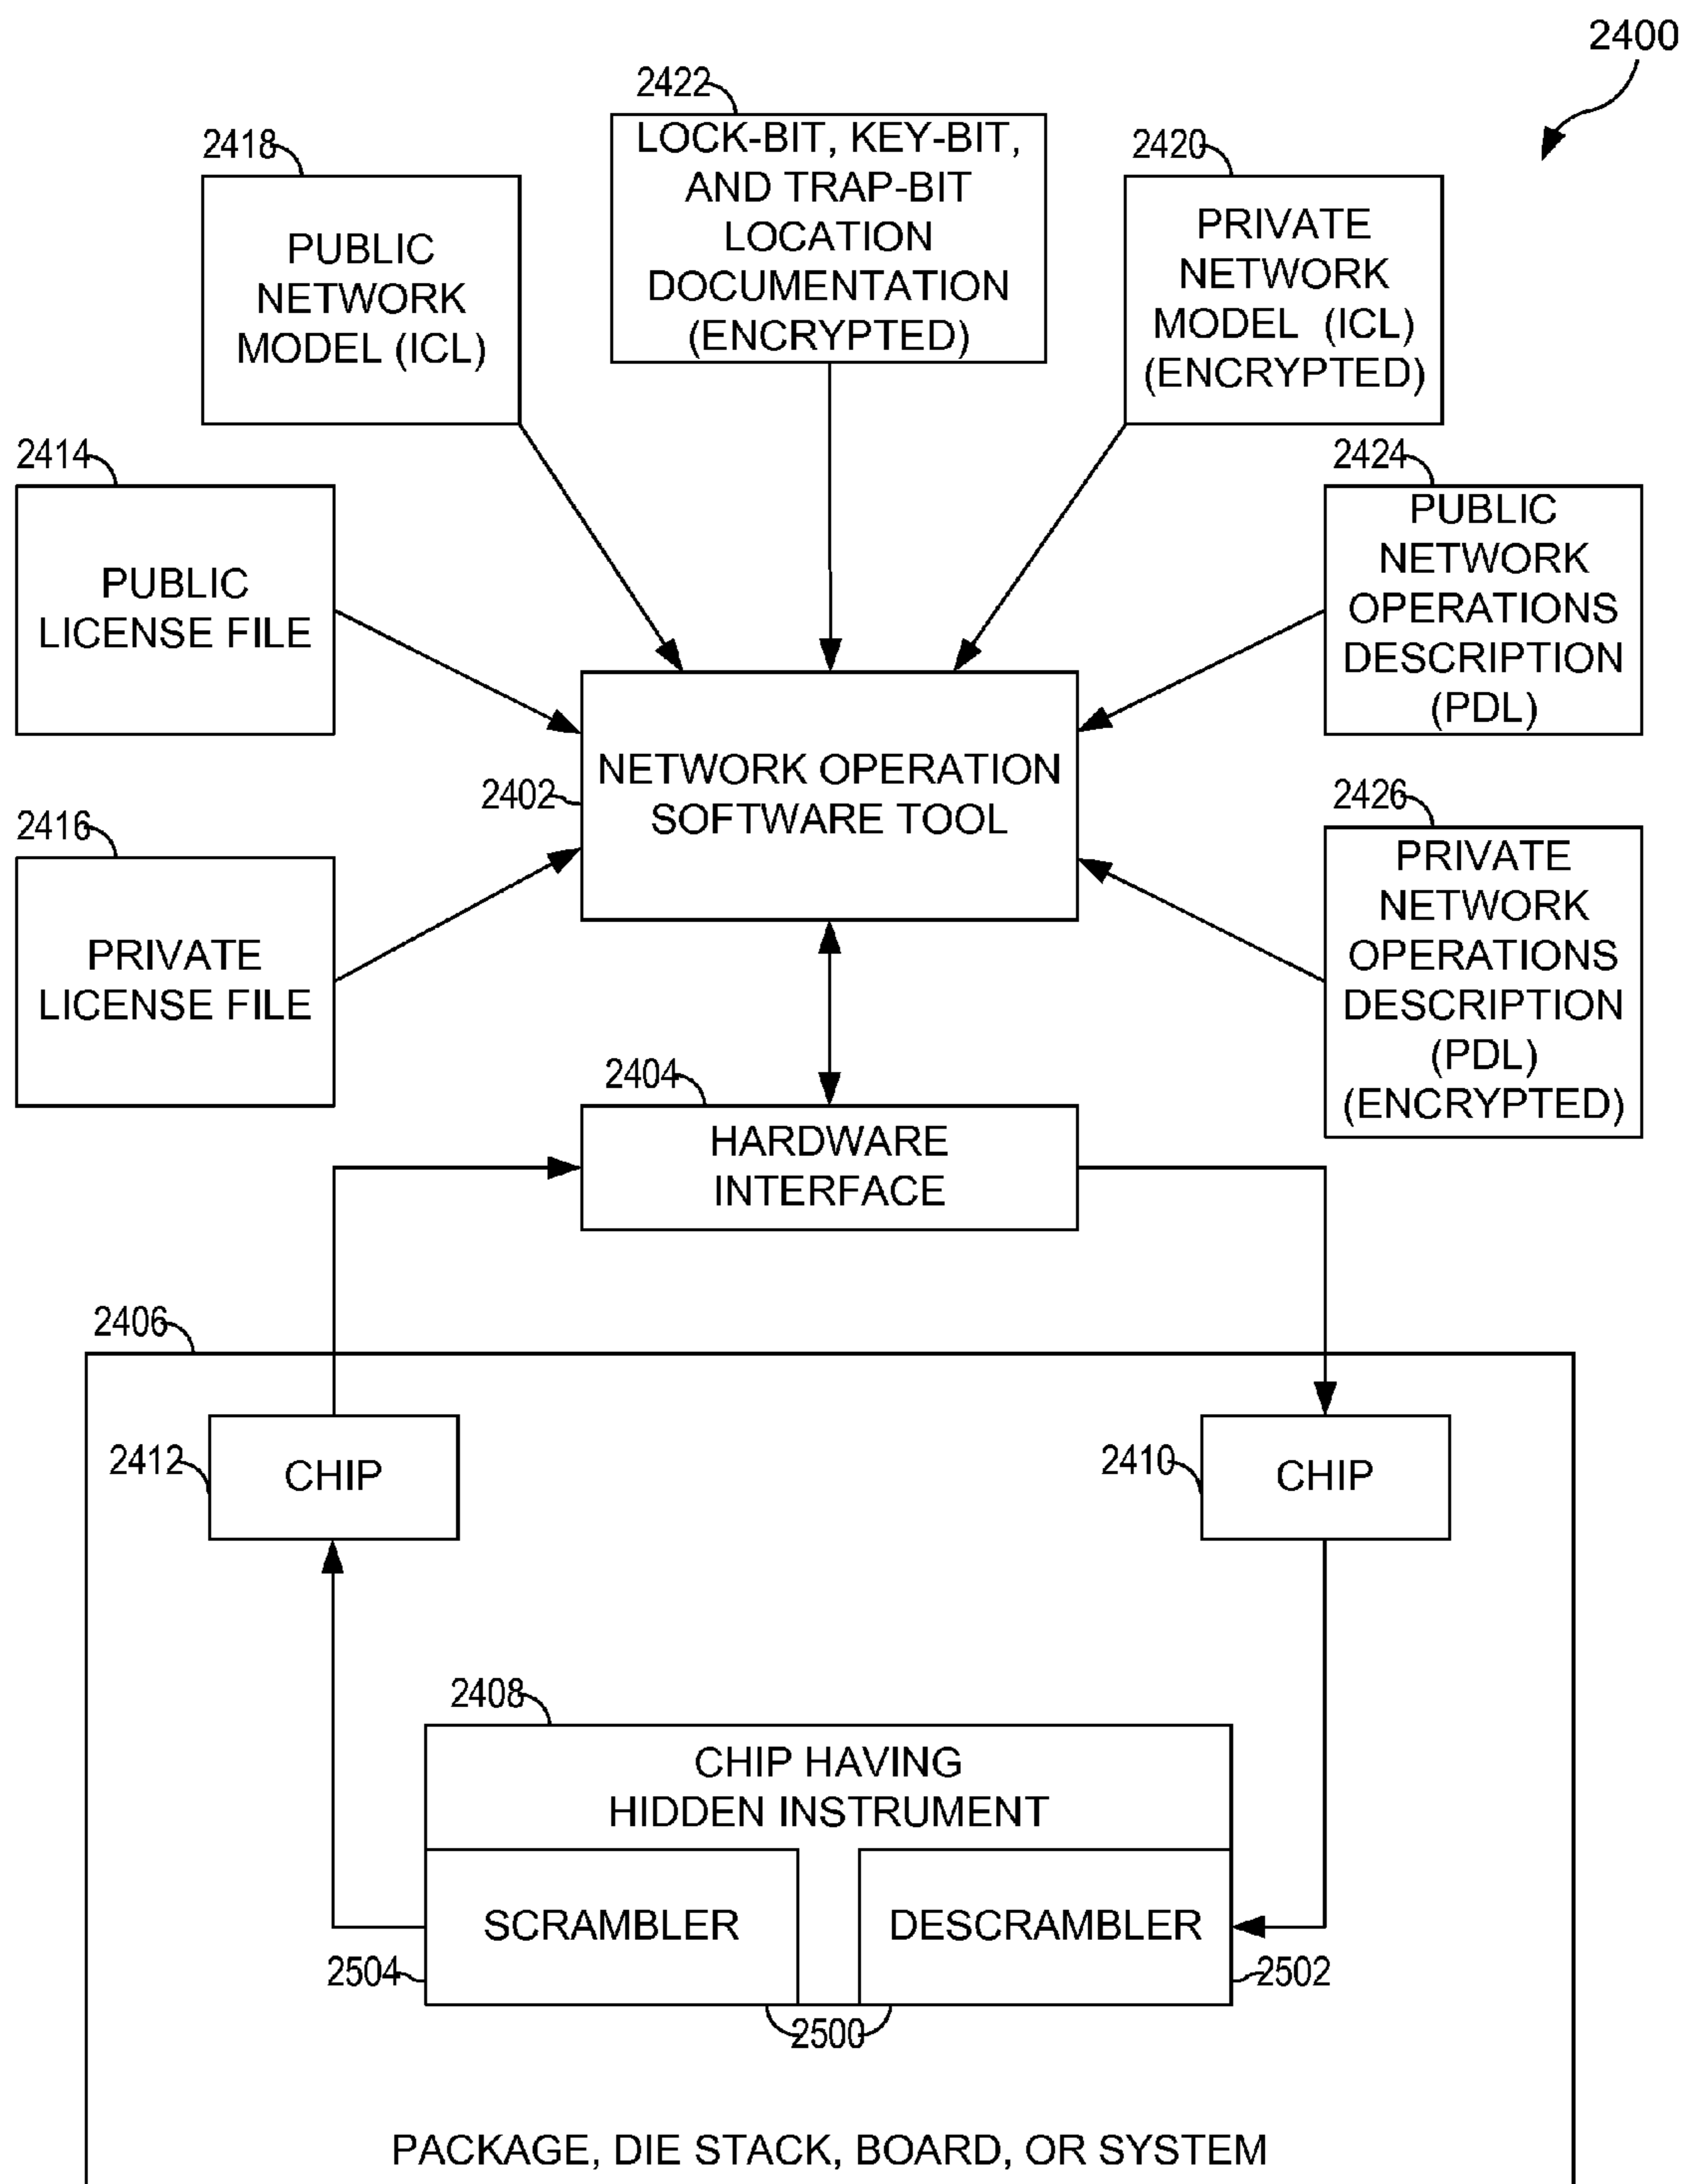 2400
2422
LOCK-BIT, KEY-BIT,
AND TRAP-BIT
LOCATION
DOCUMENTATION
(ENCRYPTED)
2418
PUBLIC
NETWORK
MODEL (ICL)
2420
PRIVATE
NETWORK
MODEL (ICL)
(ENCRYPTED)
2414
PUBLIC
LICENSE FILE
2424
PUBLIC
NETWORK
OPERATIONS
DESCRIPTION
(PDL)
2402
NETWORK OPERATION
SOFTWARE TOOL
2416
PRIVATE
LICENSE FILE
2426
PRIVATE
NETWORK
OPERATIONS
DESCRIPTION
(PDL)
(ENCRYPTED)
2404
HARDWARE
INTERFACE
2406
2412
CHIP
2410
CHIP
2408
CHIP HAVING
HIDDEN INSTRUMENT
SCRAMBLER
DESCRAMBLER
2504
2502
2500
PACKAGE, DIE STACK, BOARD, OR SYSTEM